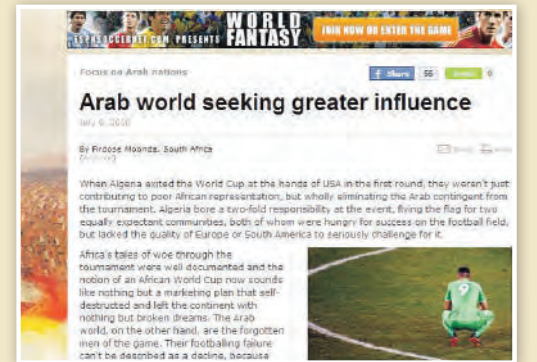 ESPNSOCCERNET.COM PRESENTS WORLD FANTASY JOIN NOW OR ENTER THE GAME
Focus on Arab nations
Share 56 0
Arab world seeking greater influence
July 6, 2010
By Firdose Moonda, South Africa
When Algeria exited the World Cup at the hands of USA in the first round, they weren't just
contributing to poor African representation, but wholly eliminating the Arab contingent from
the tournament. Algeria bore a two-fold responsibility at the event, flying the flag for two
equally expectant communities, both of whom were hungry for success on the football field,
but lacked the quality of Europe or South America to seriously challenge for it.
Africa's tales of woe through the
tournament were well documented and the
notion of an African World Cup now sounds
like nothing but a marketing plan that self-
destructed and left the continent with
nothing but broken dreams. The Arab
world, on the other hand, are the forgotten
men of the game. Their footballing failure
can't be described as a decline, because
9